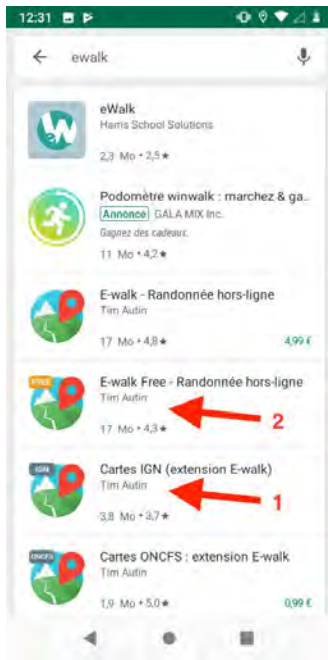 12:31
ewalk
eW
eWalk
Harris School Solutions
2,3 Mo • 2,5★
Podomètre winwalk : marchez & ga..
Annonce GALA MIX Inc.
Gagnez des cadeaux.
11 Mo • 4,2★
E-walk - Randonnée hors-ligne
Tim Autin
17 Mo • 4,8★ 4,99 €
FREE
E-walk Free - Randonnée hors-ligne
Tim Autin
17 Mo • 4,3★
2
IGN
Cartes IGN (extension E-walk)
Tim Autin
3,8 Mo • 3,7★
1
ONCFS
Cartes ONCFS : extension E-walk
Tim Autin
1,9 Mo • 5,0★ 0,99 €